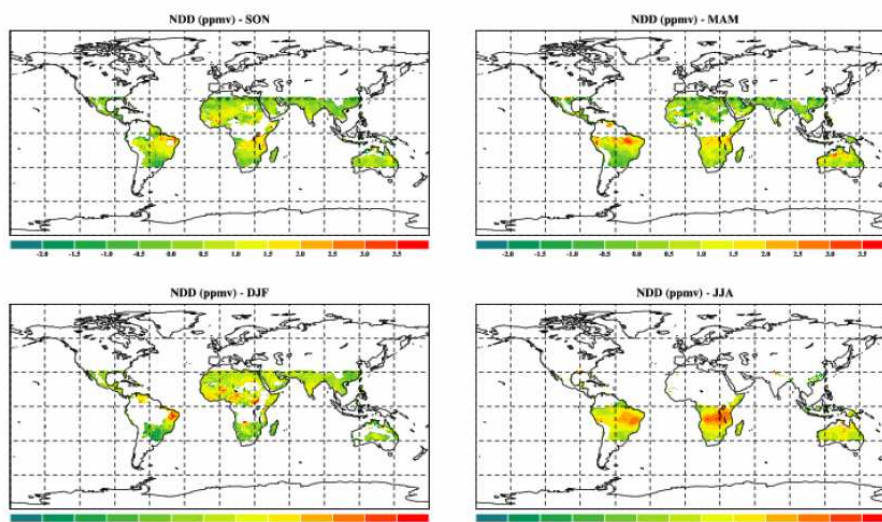 NDD (ppmv) - SON
NDD (ppmv) - MAM
-2.0 -1.5 -1.0 -0.5 0.0 0.5 1.0 1.5 2.0 2.5 3.0 3.5
-2.0 -1.5 -1.0 -0.5 0.0 0.5 1.0 1.5 2.0 2.5 3.0 3.5
NDD (ppmv) - DJF
NDD (ppmv) - JJA